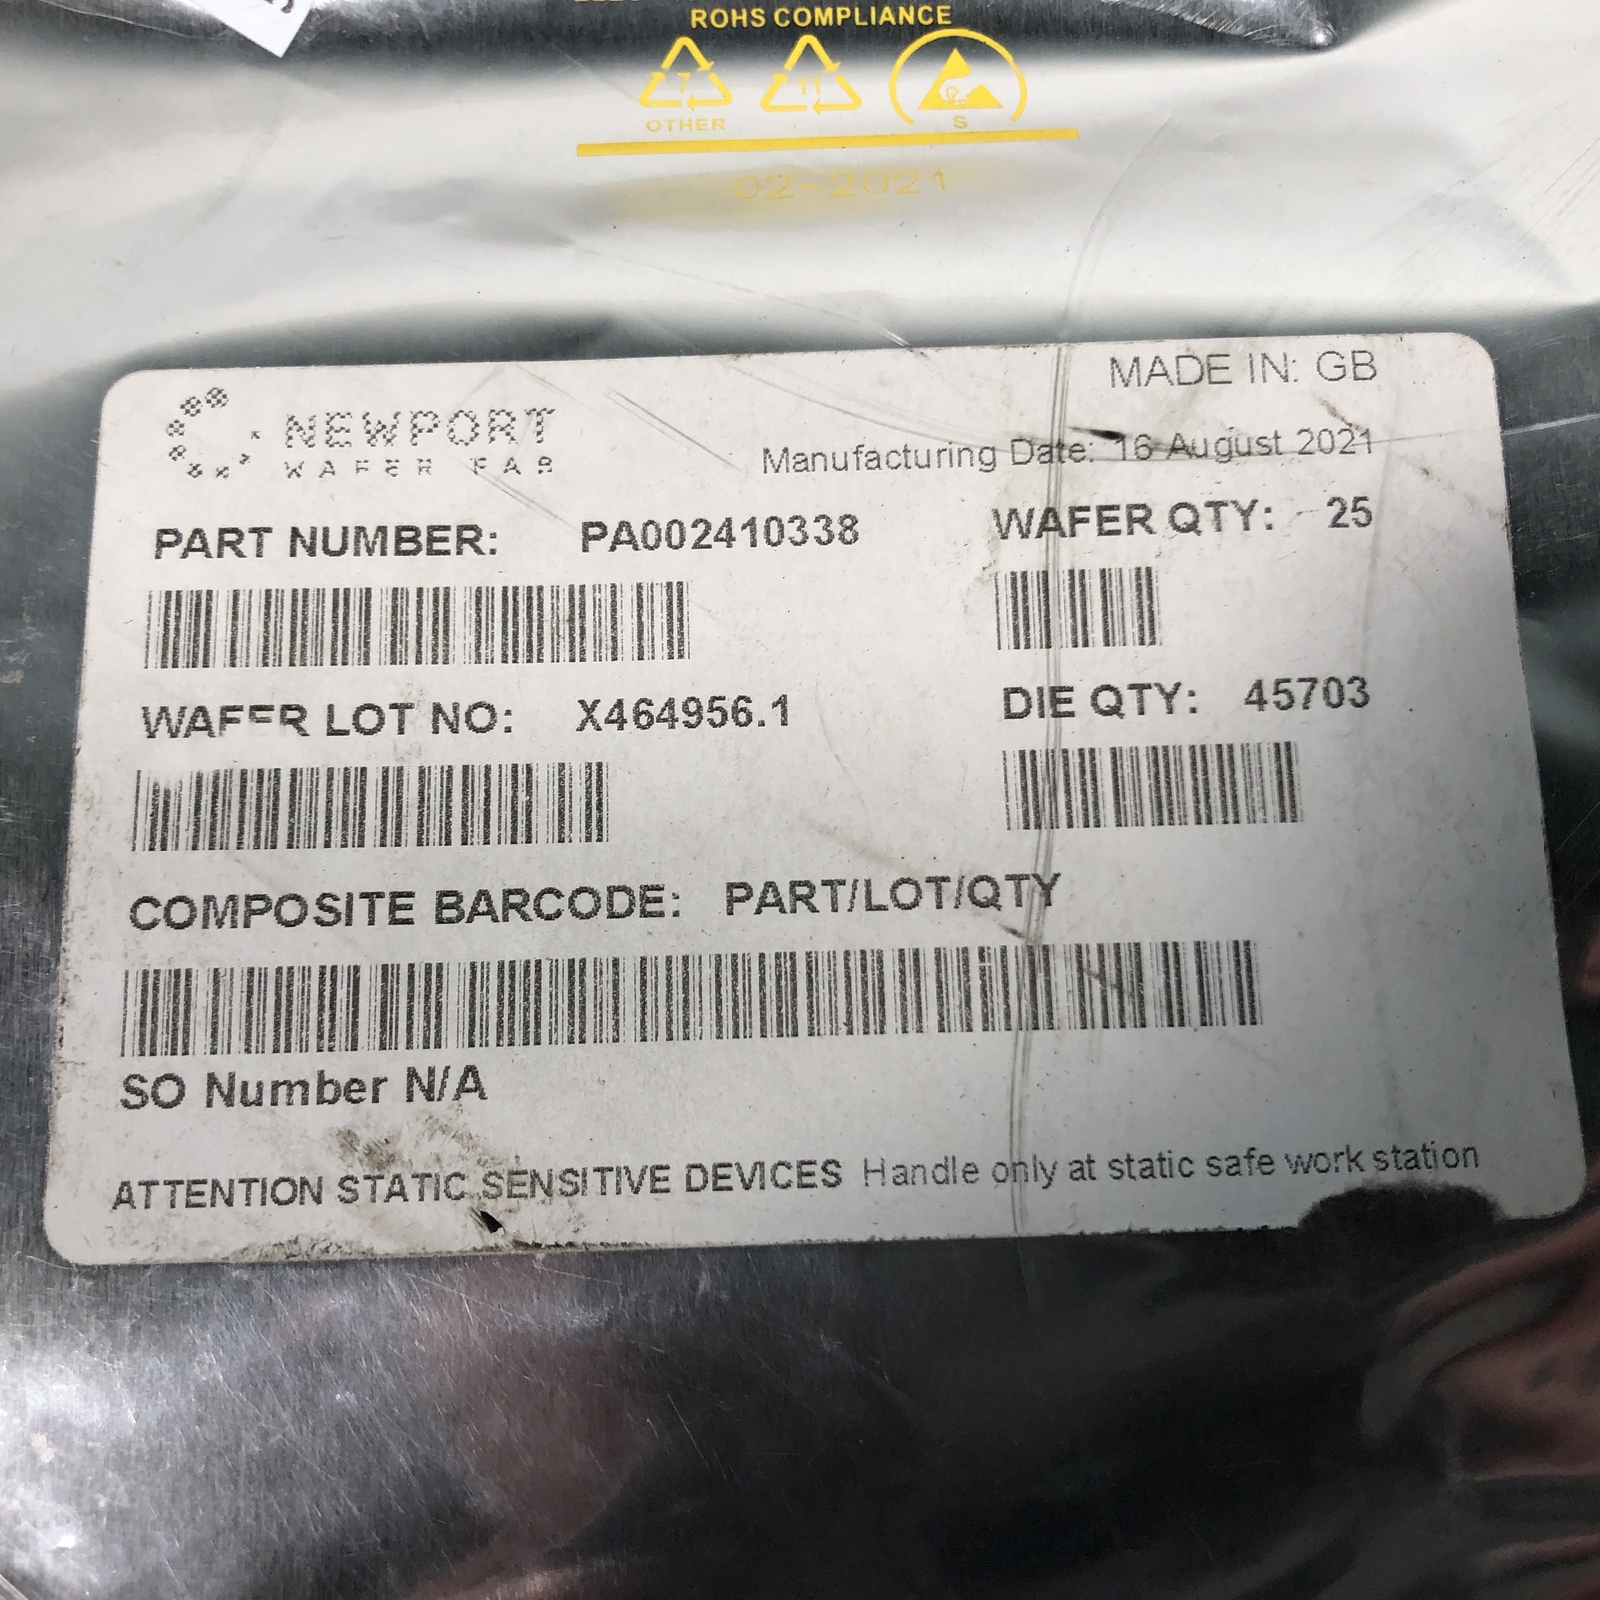 ROHS COMPLIANCE
7
11
OTHER
S
02-2021
MADE IN: GB
NEWPORT
WAFER FAB
Manufacturing Date: 16 August 2021
PART NUMBER: PA002410338
WAFER QTY: 25
WAFER LOT NO: X464956.1
DIE QTY: 45703
COMPOSITE BARCODE: PART/LOT/QTY
SO Number N/A
ATTENTION STATIC SENSITIVE DEVICES Handle only at static safe work station